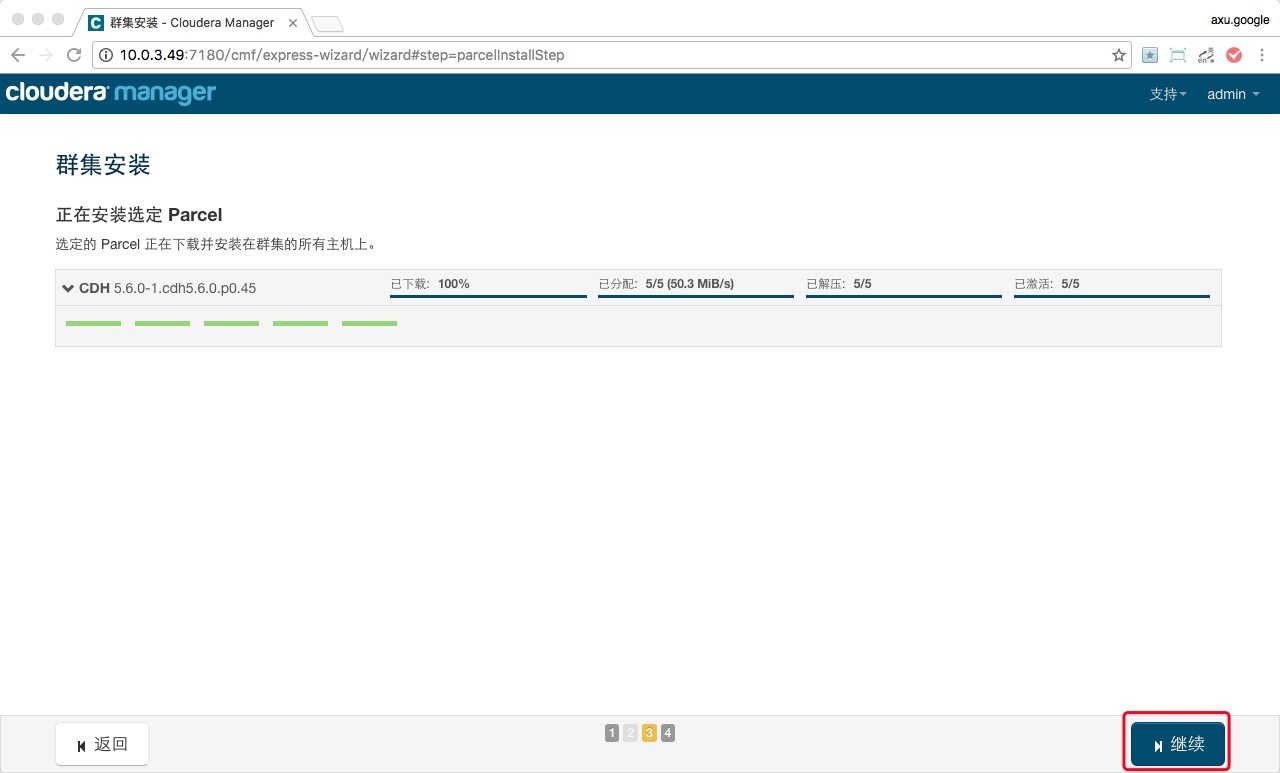 群集安装 - Cloudera Manager
axu.google
10.0.3.49:7180/cmf/express-wizard/wizard#step=parcelInstallStep
cloudera manager
支持
admin
群集安装
正在安装选定 Parcel
选定的 Parcel 正在下载并安装在群集的所有主机上。
CDH 5.6.0-1.cdh5.6.0.p0.45
已下载: 100%
已分配: 5/5 (50.3 MiB/s)
已解压: 5/5
已激活: 5/5
返回
1 2 3 4
继续